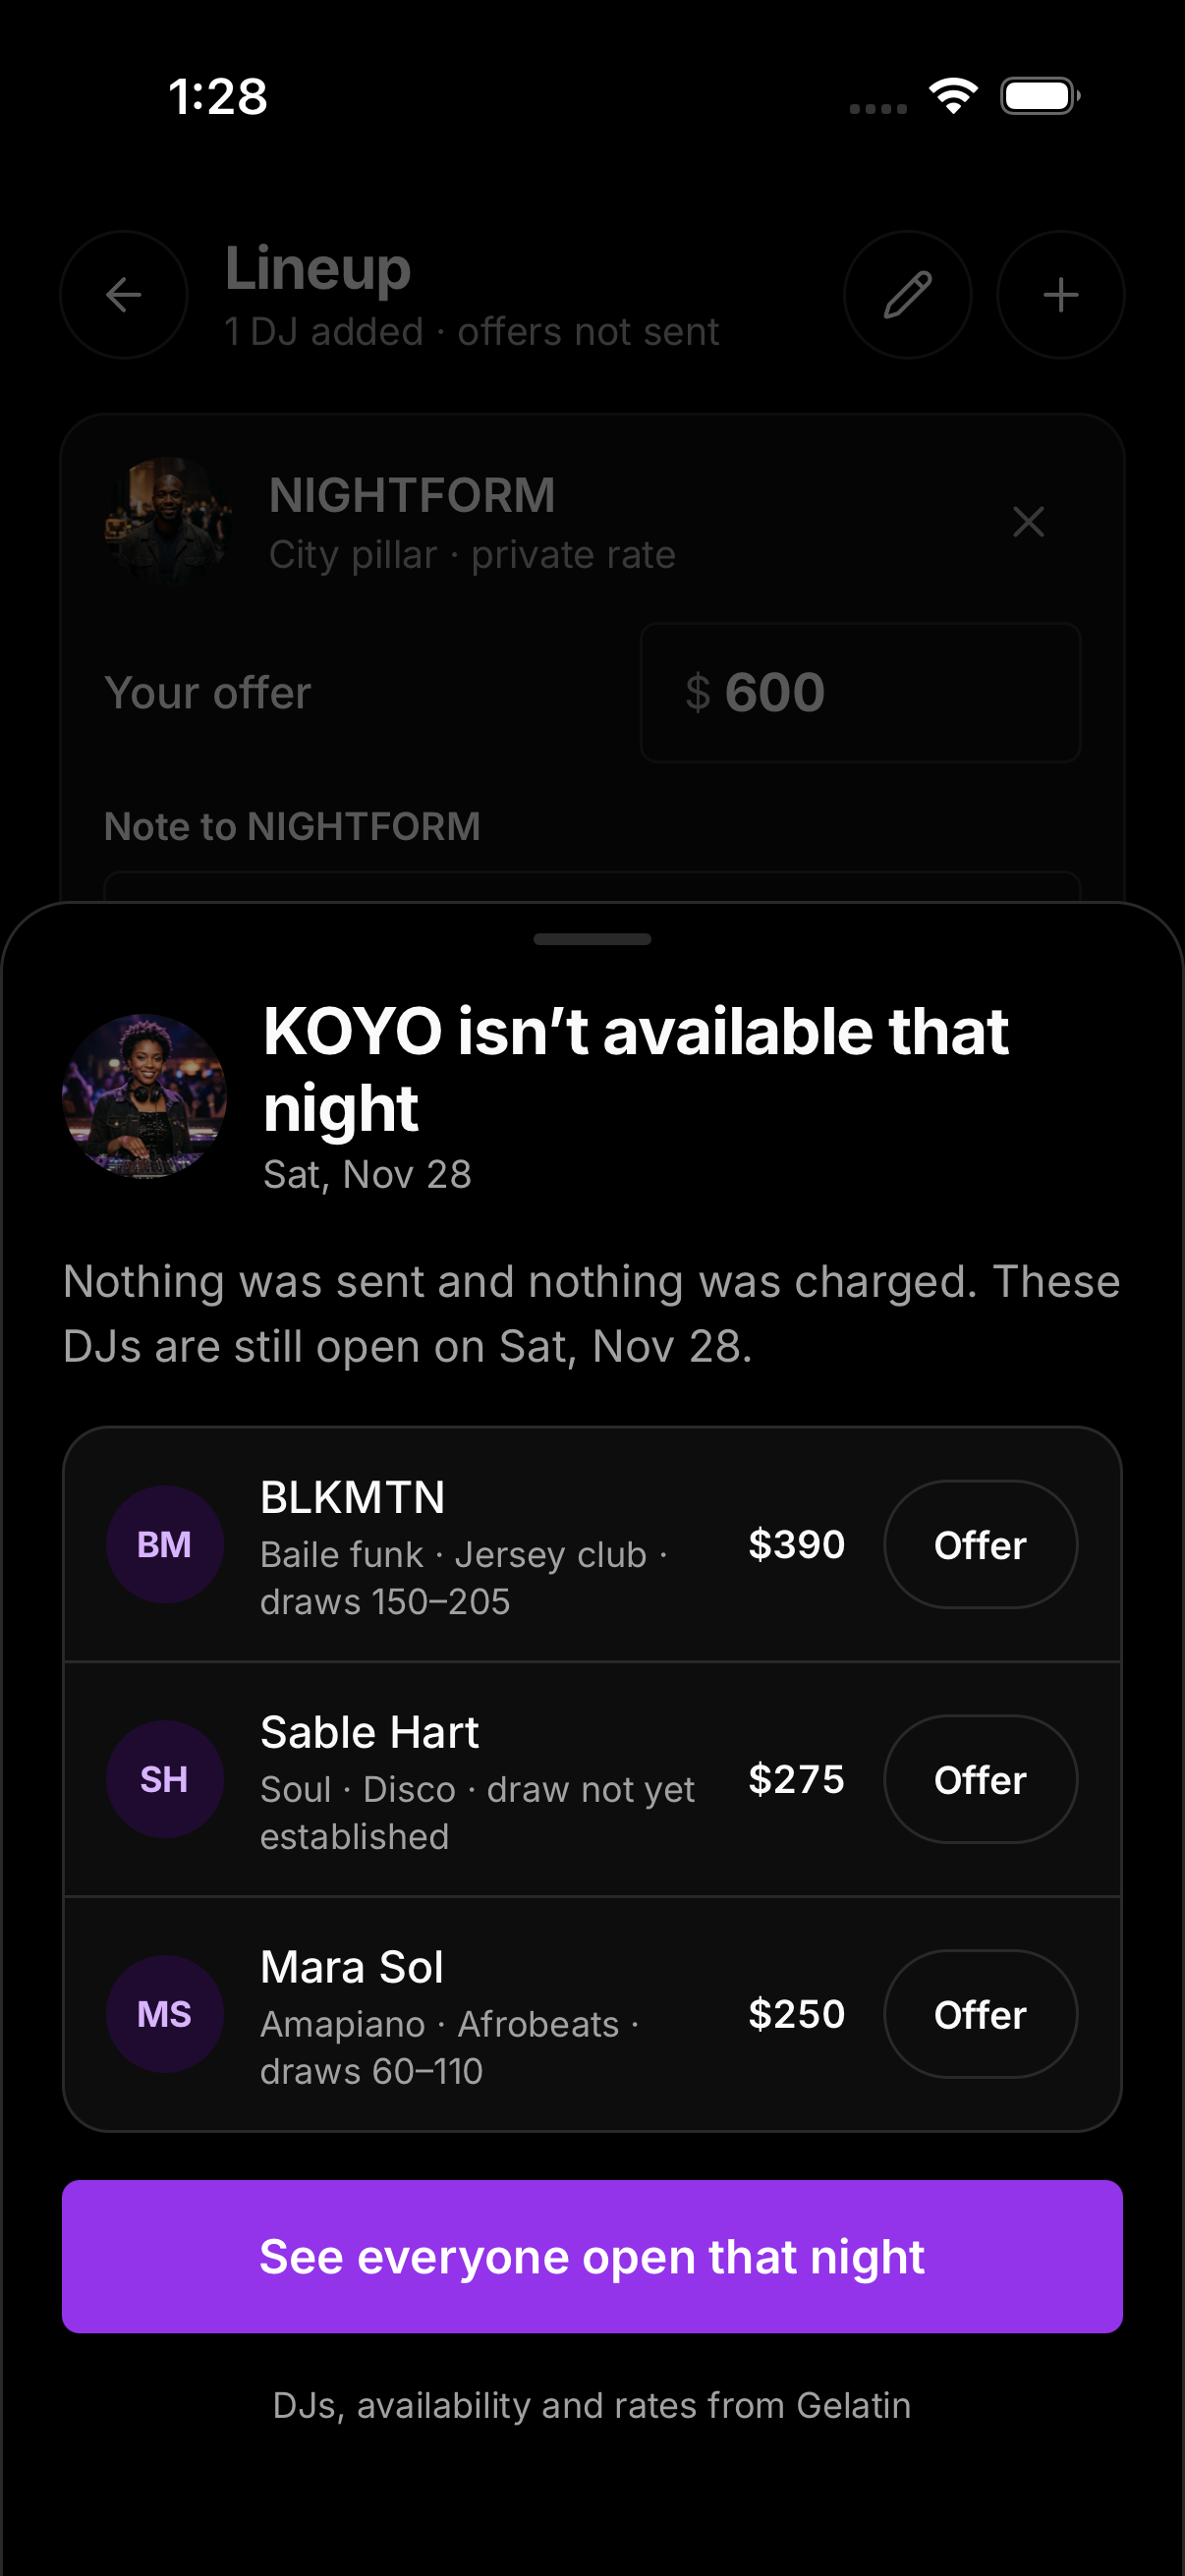 1:28
Lineup
1 DJ added · offers not sent
NIGHTFORM
City pillar · private rate
Your offer
$ 600
Note to NIGHTFORM
KOYO isn’t available that
night
Sat, Nov 28
Nothing was sent and nothing was charged. These
DJs are still open on Sat, Nov 28.
BM
BLKMTN
Baile funk · Jersey club ·
draws 150–205
$390
Offer
SH
Sable Hart
Soul · Disco · draw not yet
established
$275
Offer
MS
Mara Sol
Amapiano · Afrobeats ·
draws 60–110
$250
Offer
See everyone open that night
DJs, availability and rates from Gelatin